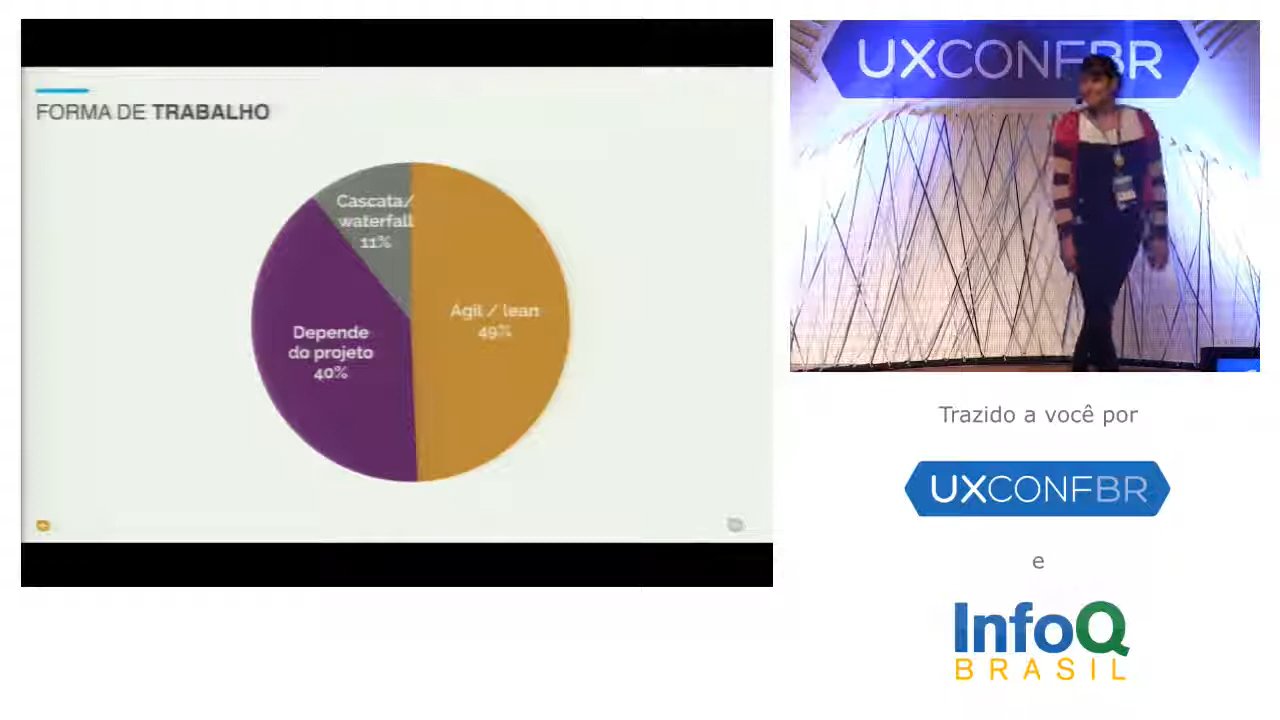 FORMA DE TRABALHO
Cascata/
waterfall
11%
Agil / lean
49%
Depende
do projeto
40%
UXCONFBR
Trazido a você por
UXCONFBR
e
InfoQ
BRASIL